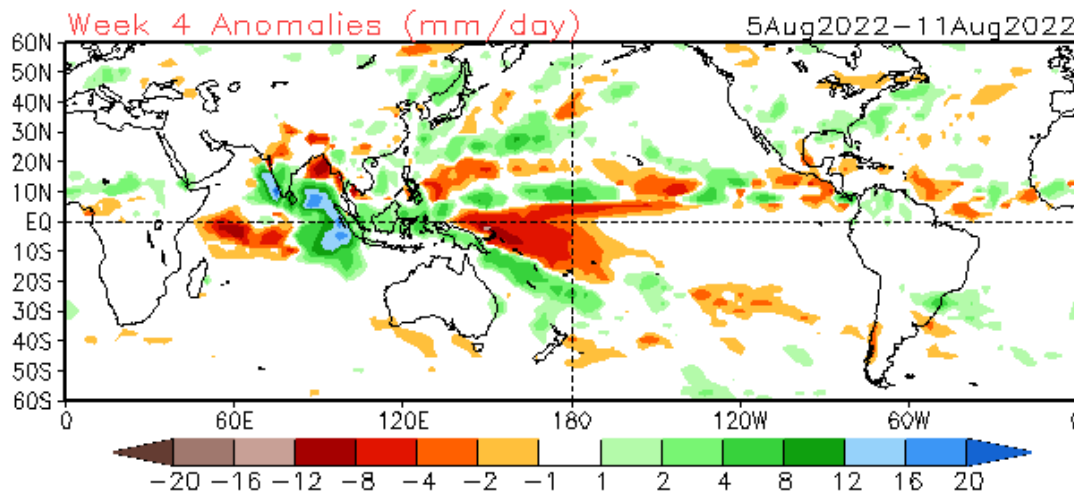 Week 4 Anomalies (mm/day) 5Aug2022–11Aug2022
60N
50N
40N
30N
20N
10N
EQ
10S
20S
30S
40S
50S
60S
0 60E 120E 180 120W 60W
−20 −16 −12 −8 −4 −2 −1 1 2 4 8 12 16 20